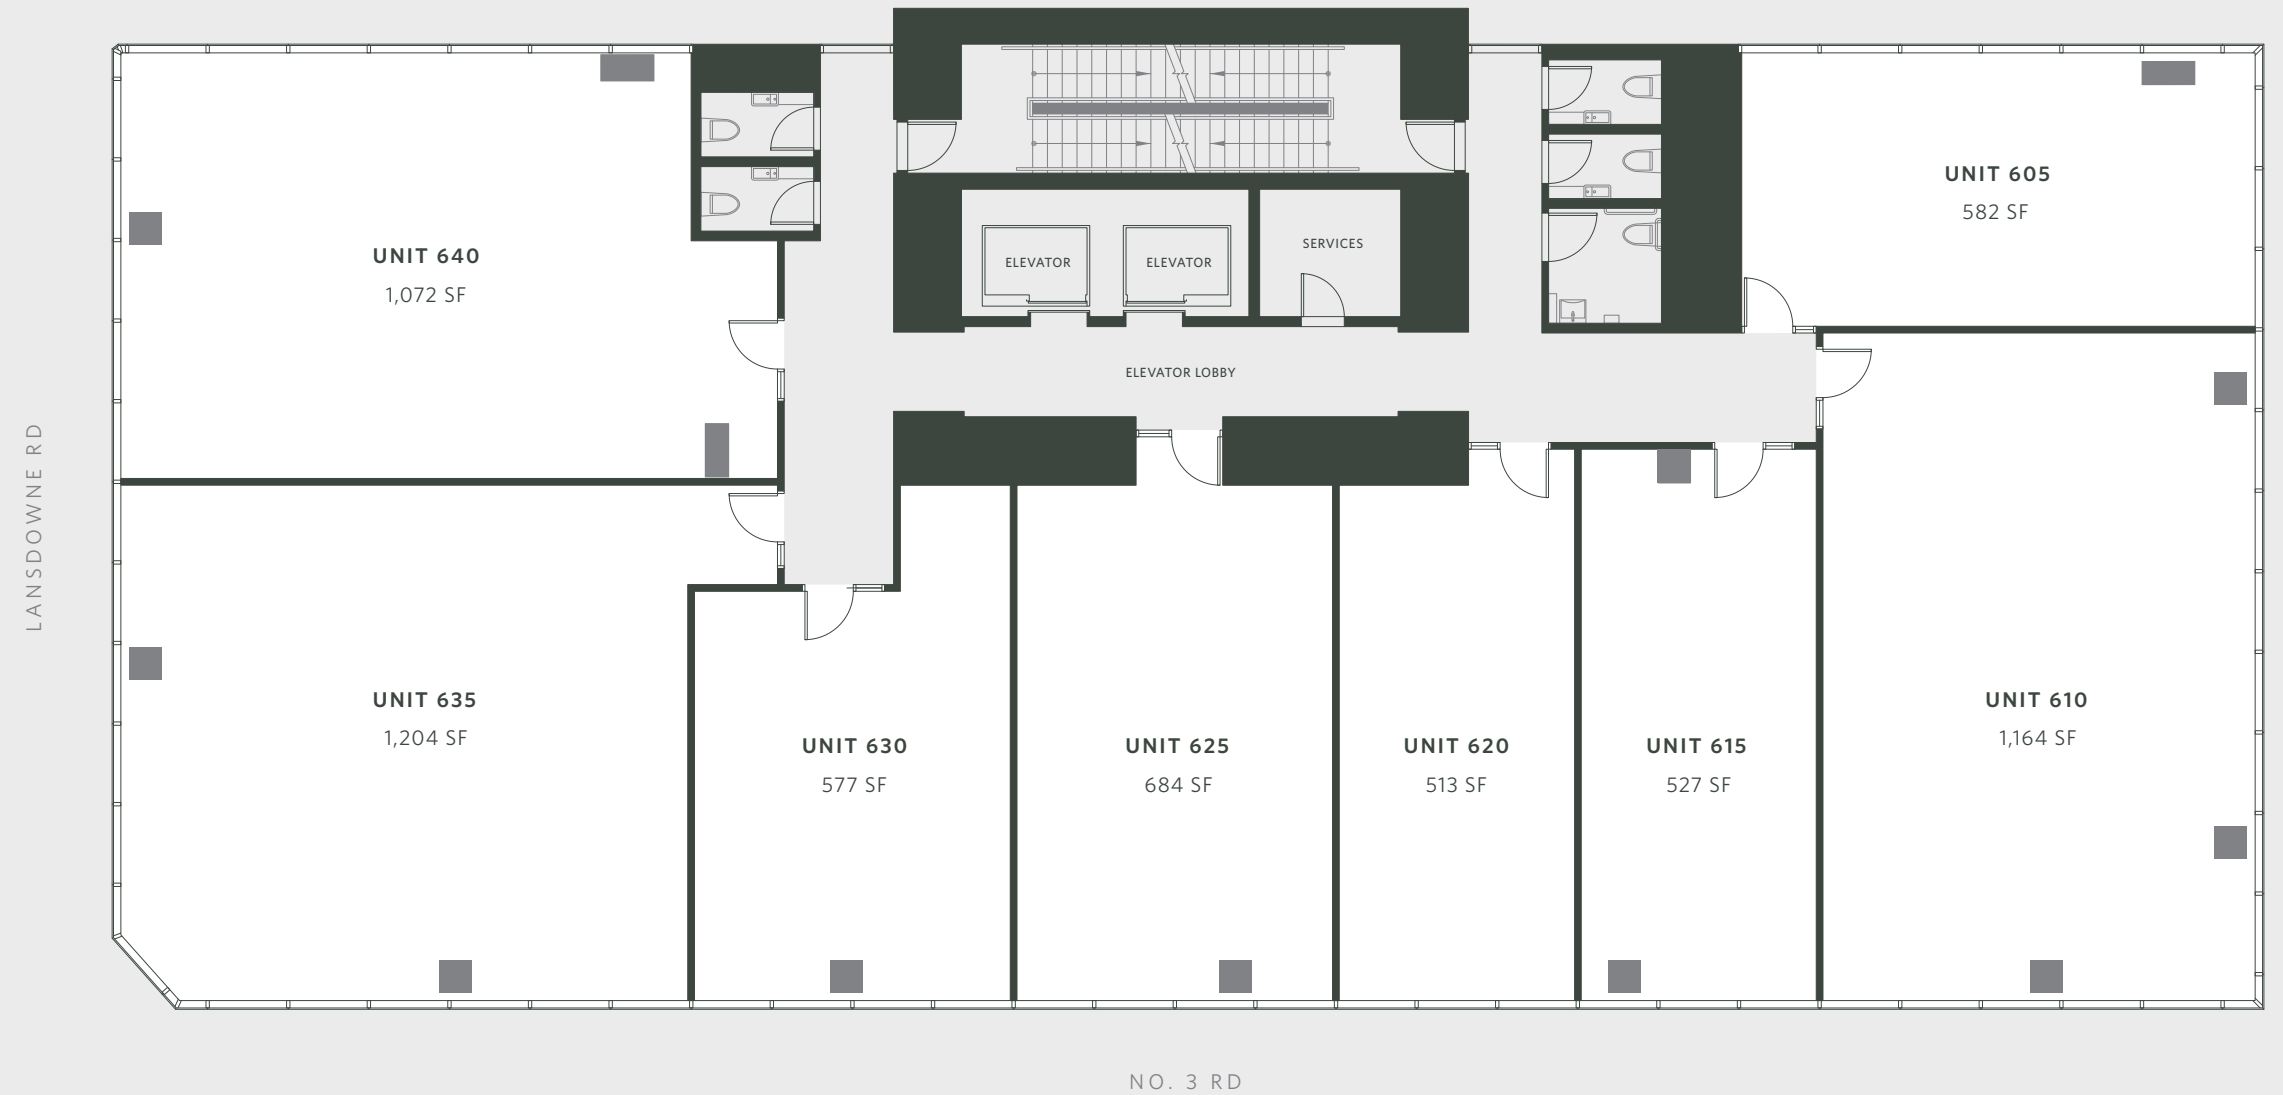 UNIT 605
582 SF
UNIT 640
1,072 SF
SERVICES
ELEVATOR
ELEVATOR
ELEVATOR LOBBY
LANSDOWNE RD
UNIT 635
1,204 SF
UNIT 630
577 SF
UNIT 625
684 SF
UNIT 620
513 SF
UNIT 615
527 SF
UNIT 610
1,164 SF
NO. 3 RD